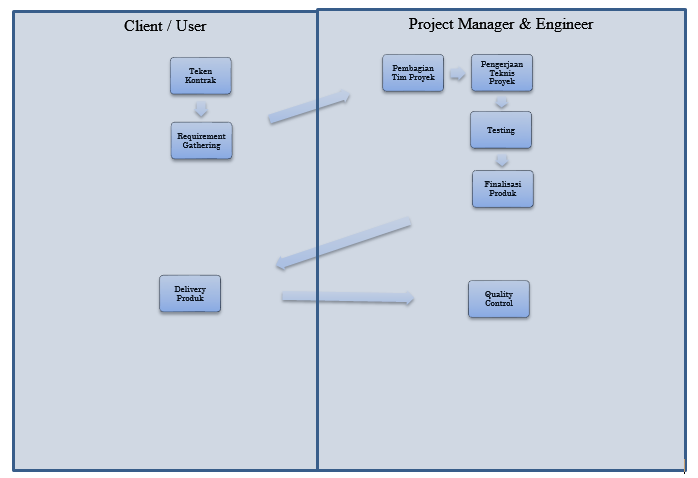 Client / User
Project Manager & Engineer
Teken
Kontrak
Requirement
Gathering
Pembagian
Tim Proyek
Pengerjaan
Teknis
Proyek
Testing
Finalisasi
Produk
Delivery
Produk
Quality
Control